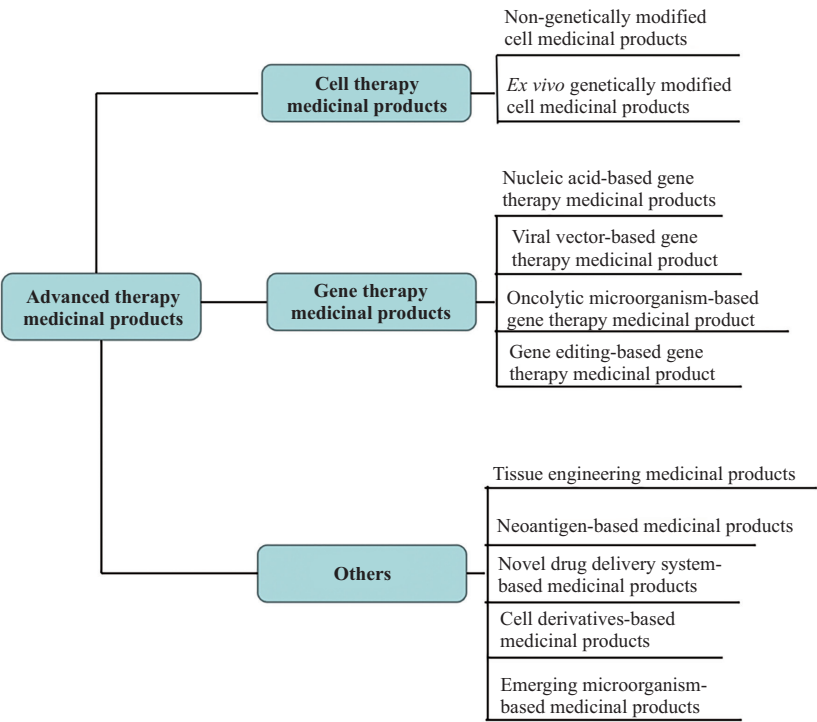 Non-genetically modified
cell medicinal products
Cell therapy
medicinal products
Ex vivo genetically modified
cell medicinal products
Nucleic acid-based gene
therapy medicinal products
Viral vector-based gene
therapy medicinal product
Advanced therapy
medicinal products
Gene therapy
medicinal products
Oncolytic microorganism-based
gene therapy medicinal product
Gene editing-based gene
therapy medicinal product
Tissue engineering medicinal products
Neoantigen-based medicinal products
Others
Novel drug delivery system-
based medicinal products
Cell derivatives-based
medicinal products
Emerging microorganism-
based medicinal products